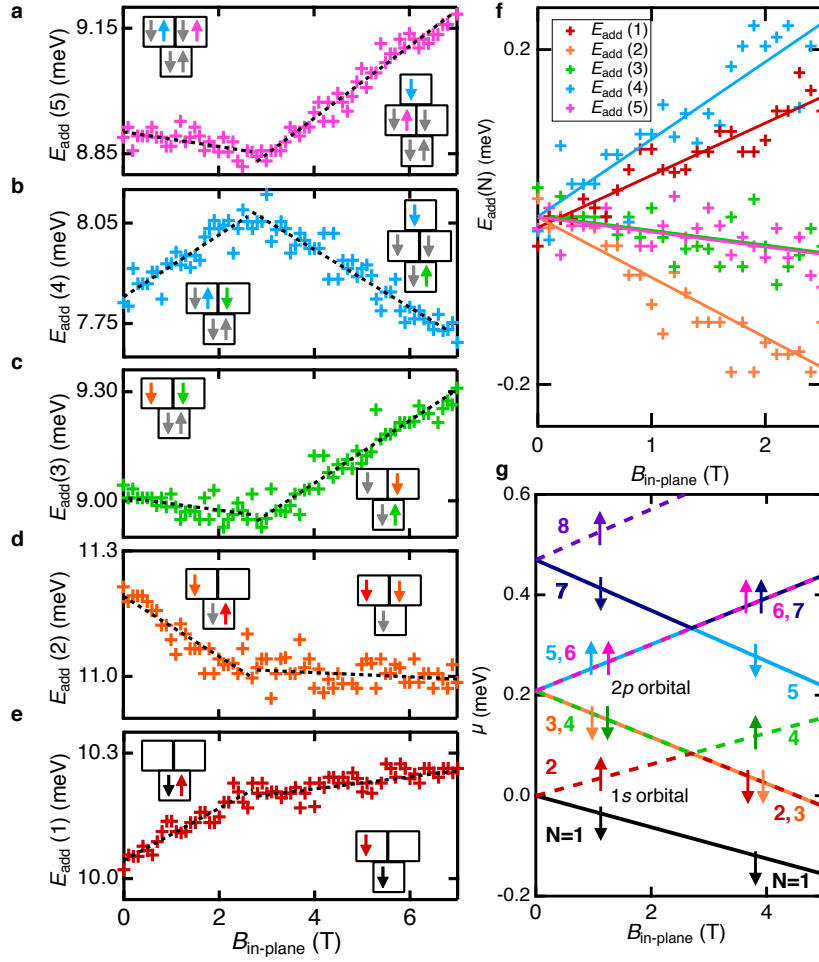 a
9.15
8.85
E_add (5) (meV)
b
8.05
7.75
E_add (4) (meV)
c
9.30
9.00
E_add(3) (meV)
d
11.3
11.0
E_add (2) (meV)
e
10.3
10.0
E_add (1) (meV)
0 2 4 6
B_in-plane (T)
f
0.2
-0.2
E_add(N) (meV)
E_add (1)
E_add (2)
E_add (3)
E_add (4)
E_add (5)
0 1 2
B_in-plane (T)
g
0.6
0.4
0.2
0.0
-0.2
μ (meV)
8
7
6,7
5,6
5
2p orbital
3,4
4
2
1s orbital
2,3
N=1
N=1
0 2 4
B_in-plane (T)